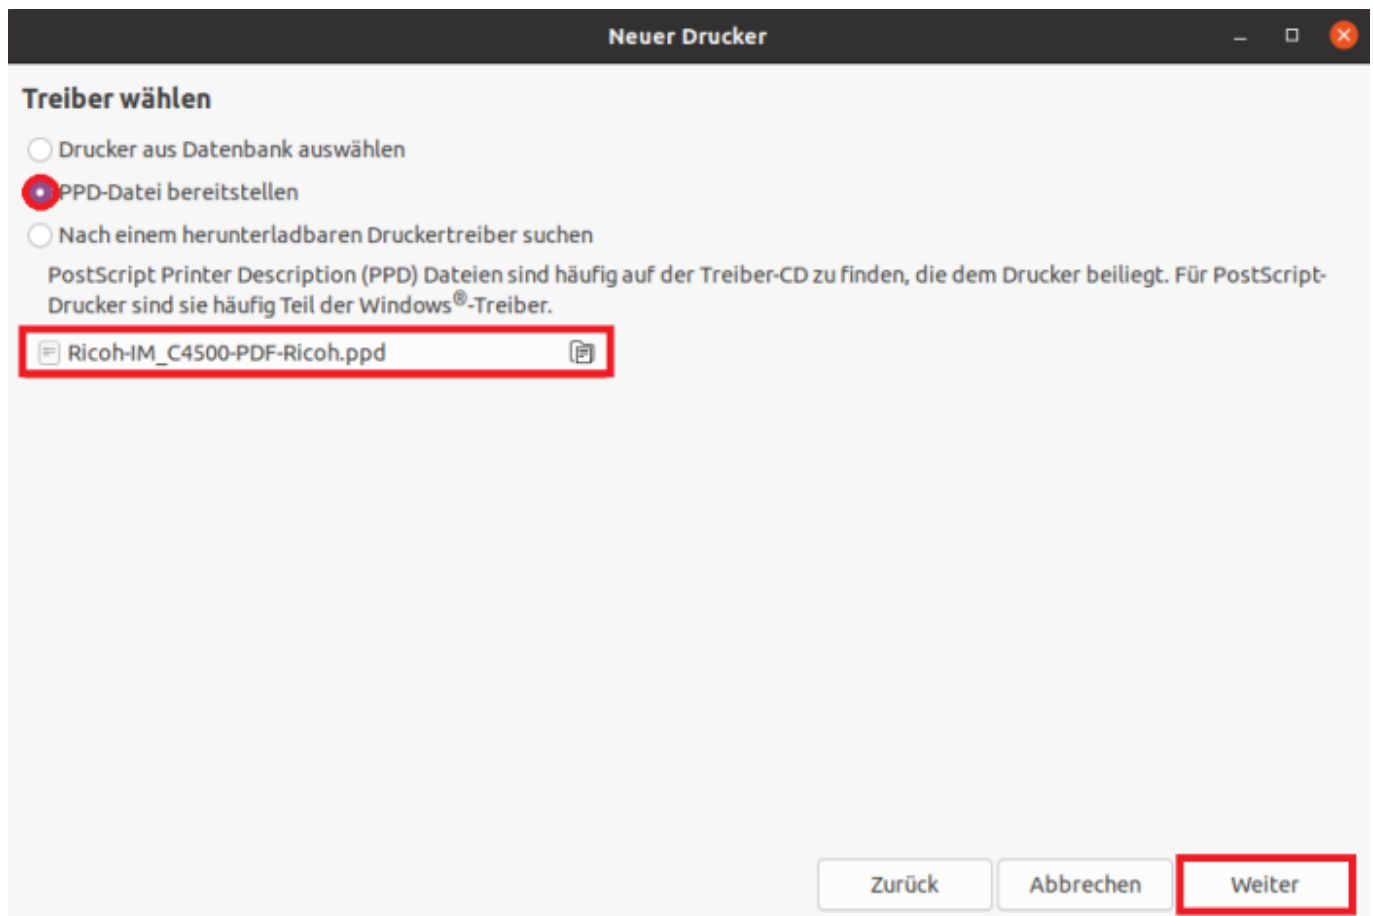 Neuer Drucker
Treiber wählen
Drucker aus Datenbank auswählen
PPD-Datei bereitstellen
Nach einem herunterladbaren Druckertreiber suchen
PostScript Printer Description (PPD) Dateien sind häufig auf der Treiber-CD zu finden, die dem Drucker beiliegt. Für PostScript-
Drucker sind sie häufig Teil der Windows®-Treiber.
Ricoh-IM_C4500-PDF-Ricoh.ppd
Zurück Abbrechen Weiter